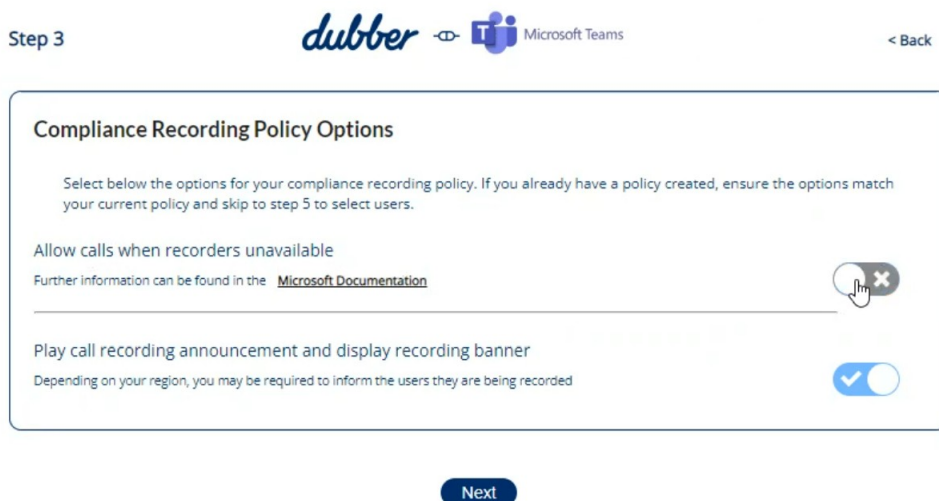 Step 3
dubber
T
Microsoft Teams
< Back
Compliance Recording Policy Options
Select below the options for your compliance recording policy. If you already have a policy created, ensure the options match
your current policy and skip to step 5 to select users.
Allow calls when recorders unavailable
Further information can be found in the Microsoft Documentation
Play call recording announcement and display recording banner
Depending on your region, you may be required to inform the users they are being recorded
Next